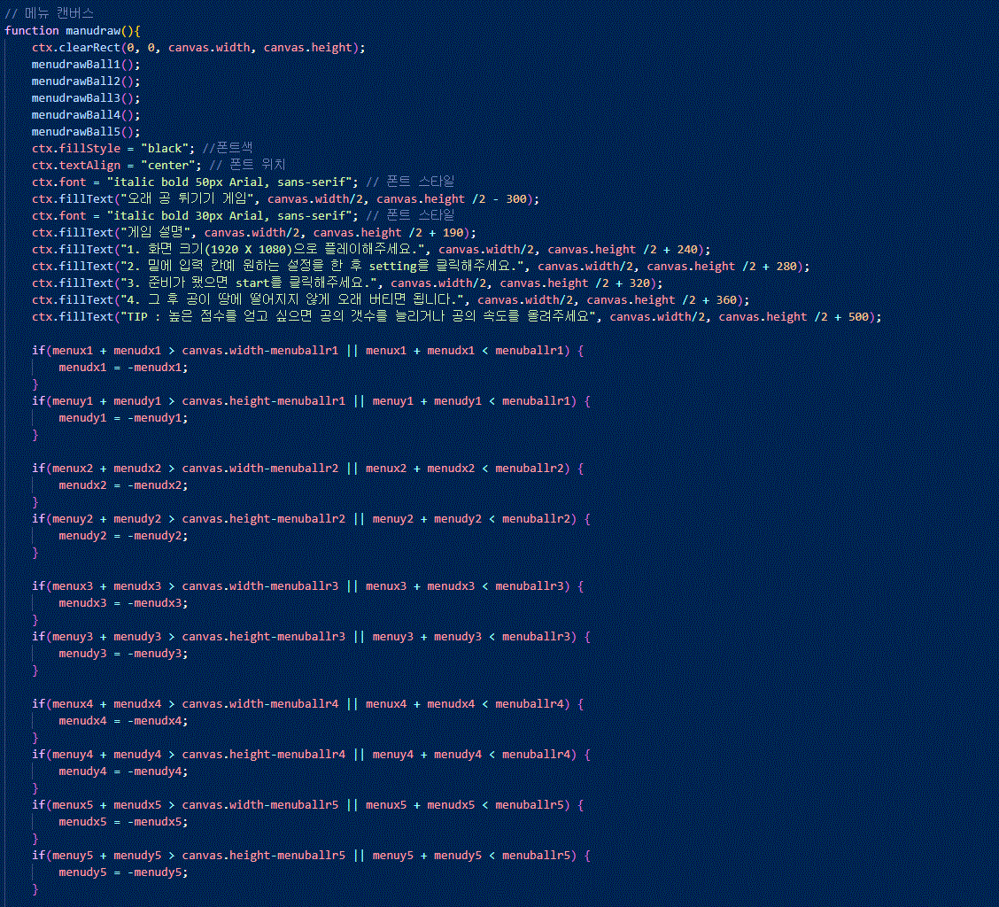 // 메뉴 캔버스
function manudraw(){
ctx.clearRect(0, 0, canvas.width, canvas.height);
menudrawBall1();
menudrawBall2();
menudrawBall3();
menudrawBall4();
menudrawBall5();
ctx.fillStyle = "black"; //폰트색
ctx.textAlign = "center"; // 폰트 위치
ctx.font = "italic bold 50px Arial, sans-serif"; // 폰트 스타일
ctx.fillText("오래 공 튀기기 게임", canvas.width/2, canvas.height /2 - 300);
ctx.font = "italic bold 30px Arial, sans-serif"; // 폰트 스타일
ctx.fillText("게임 설명", canvas.width/2, canvas.height /2 + 190);
ctx.fillText("1. 화면 크기(1920 X 1080)으로 플레이해주세요.", canvas.width/2, canvas.height /2 + 240);
ctx.fillText("2. 밑에 입력 칸에 원하는 설정을 한 후 setting을 클릭해주세요.", canvas.width/2, canvas.height /2 + 280);
ctx.fillText("3. 준비가 됐으면 start를 클릭해주세요.", canvas.width/2, canvas.height /2 + 320);
ctx.fillText("4. 그 후 공이 땅에 떨어지지 않게 오래 버티면 됩니다.", canvas.width/2, canvas.height /2 + 360);
ctx.fillText("TIP : 높은 점수를 얻고 싶으면 공의 갯수를 늘리거나 공의 속도를 올려주세요", canvas.width/2, canvas.height /2 + 500);
if(menux1 + menudx1 > canvas.width-menuballr1 || menux1 + menudx1 < menuballr1) {
menudx1 = -menudx1;
}
if(menuy1 + menudy1 > canvas.height-menuballr1 || menuy1 + menudy1 < menuballr1) {
menudy1 = -menudy1;
}
if(menux2 + menudx2 > canvas.width-menuballr2 || menux2 + menudx2 < menuballr2) {
menudx2 = -menudx2;
}
if(menuy2 + menudy2 > canvas.height-menuballr2 || menuy2 + menudy2 < menuballr2) {
menudy2 = -menudy2;
}
if(menux3 + menudx3 > canvas.width-menuballr3 || menux3 + menudx3 < menuballr3) {
menudx3 = -menudx3;
}
if(menuy3 + menudy3 > canvas.height-menuballr3 || menuy3 + menudy3 < menuballr3) {
menudy3 = -menudy3;
}
if(menux4 + menudx4 > canvas.width-menuballr4 || menux4 + menudx4 < menuballr4) {
menudx4 = -menudx4;
}
if(menuy4 + menudy4 > canvas.height-menuballr4 || menuy4 + menudy4 < menuballr4) {
menudy4 = -menudy4;
}
if(menux5 + menudx5 > canvas.width-menuballr5 || menux5 + menudx5 < menuballr5) {
menudx5 = -menudx5;
}
if(menuy5 + menudy5 > canvas.height-menuballr5 || menuy5 + menudy5 < menuballr5) {
menudy5 = -menudy5;
}